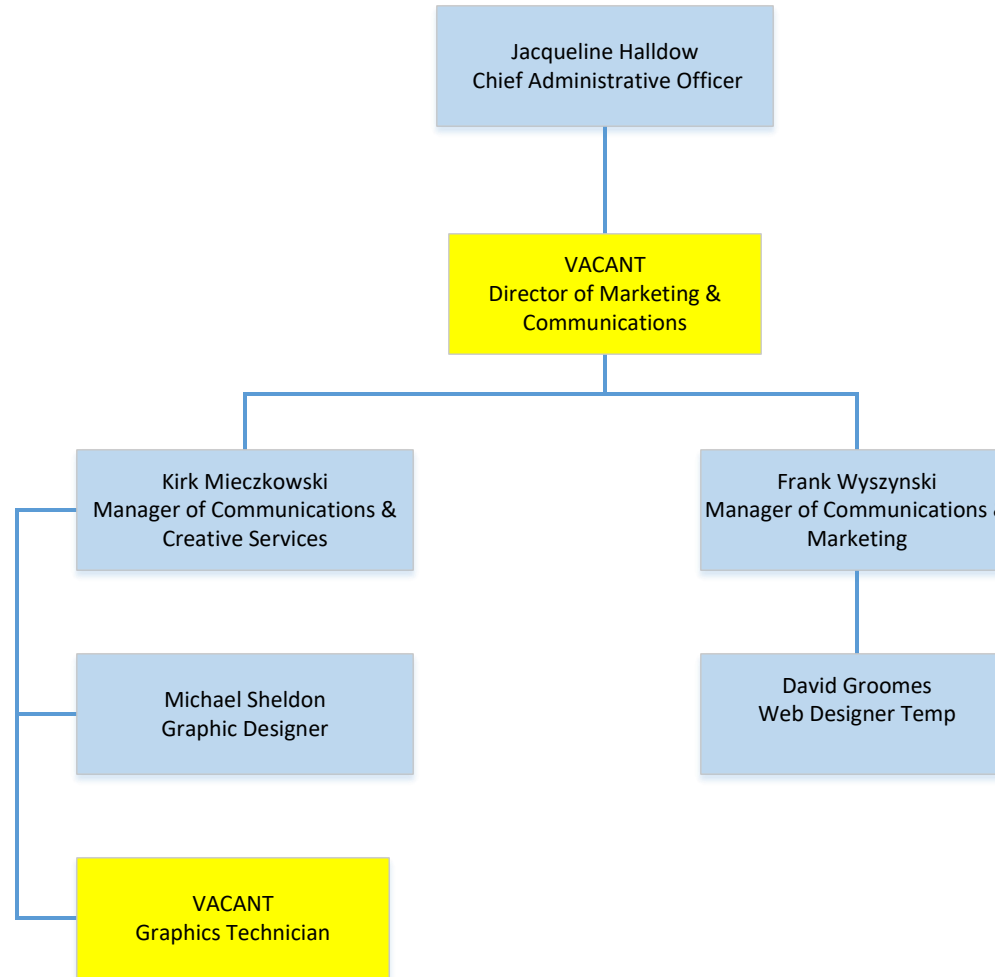 Jacqueline Halldow
Chief Administrative Officer
VACANT
Director of Marketing &
Communications
Kirk Mieczkowski
Manager of Communications &
Creative Services
Frank Wyszynski
Manager of Communications &
Marketing
Michael Sheldon
Graphic Designer
David Groomes
Web Designer Temp
VACANT
Graphics Technician